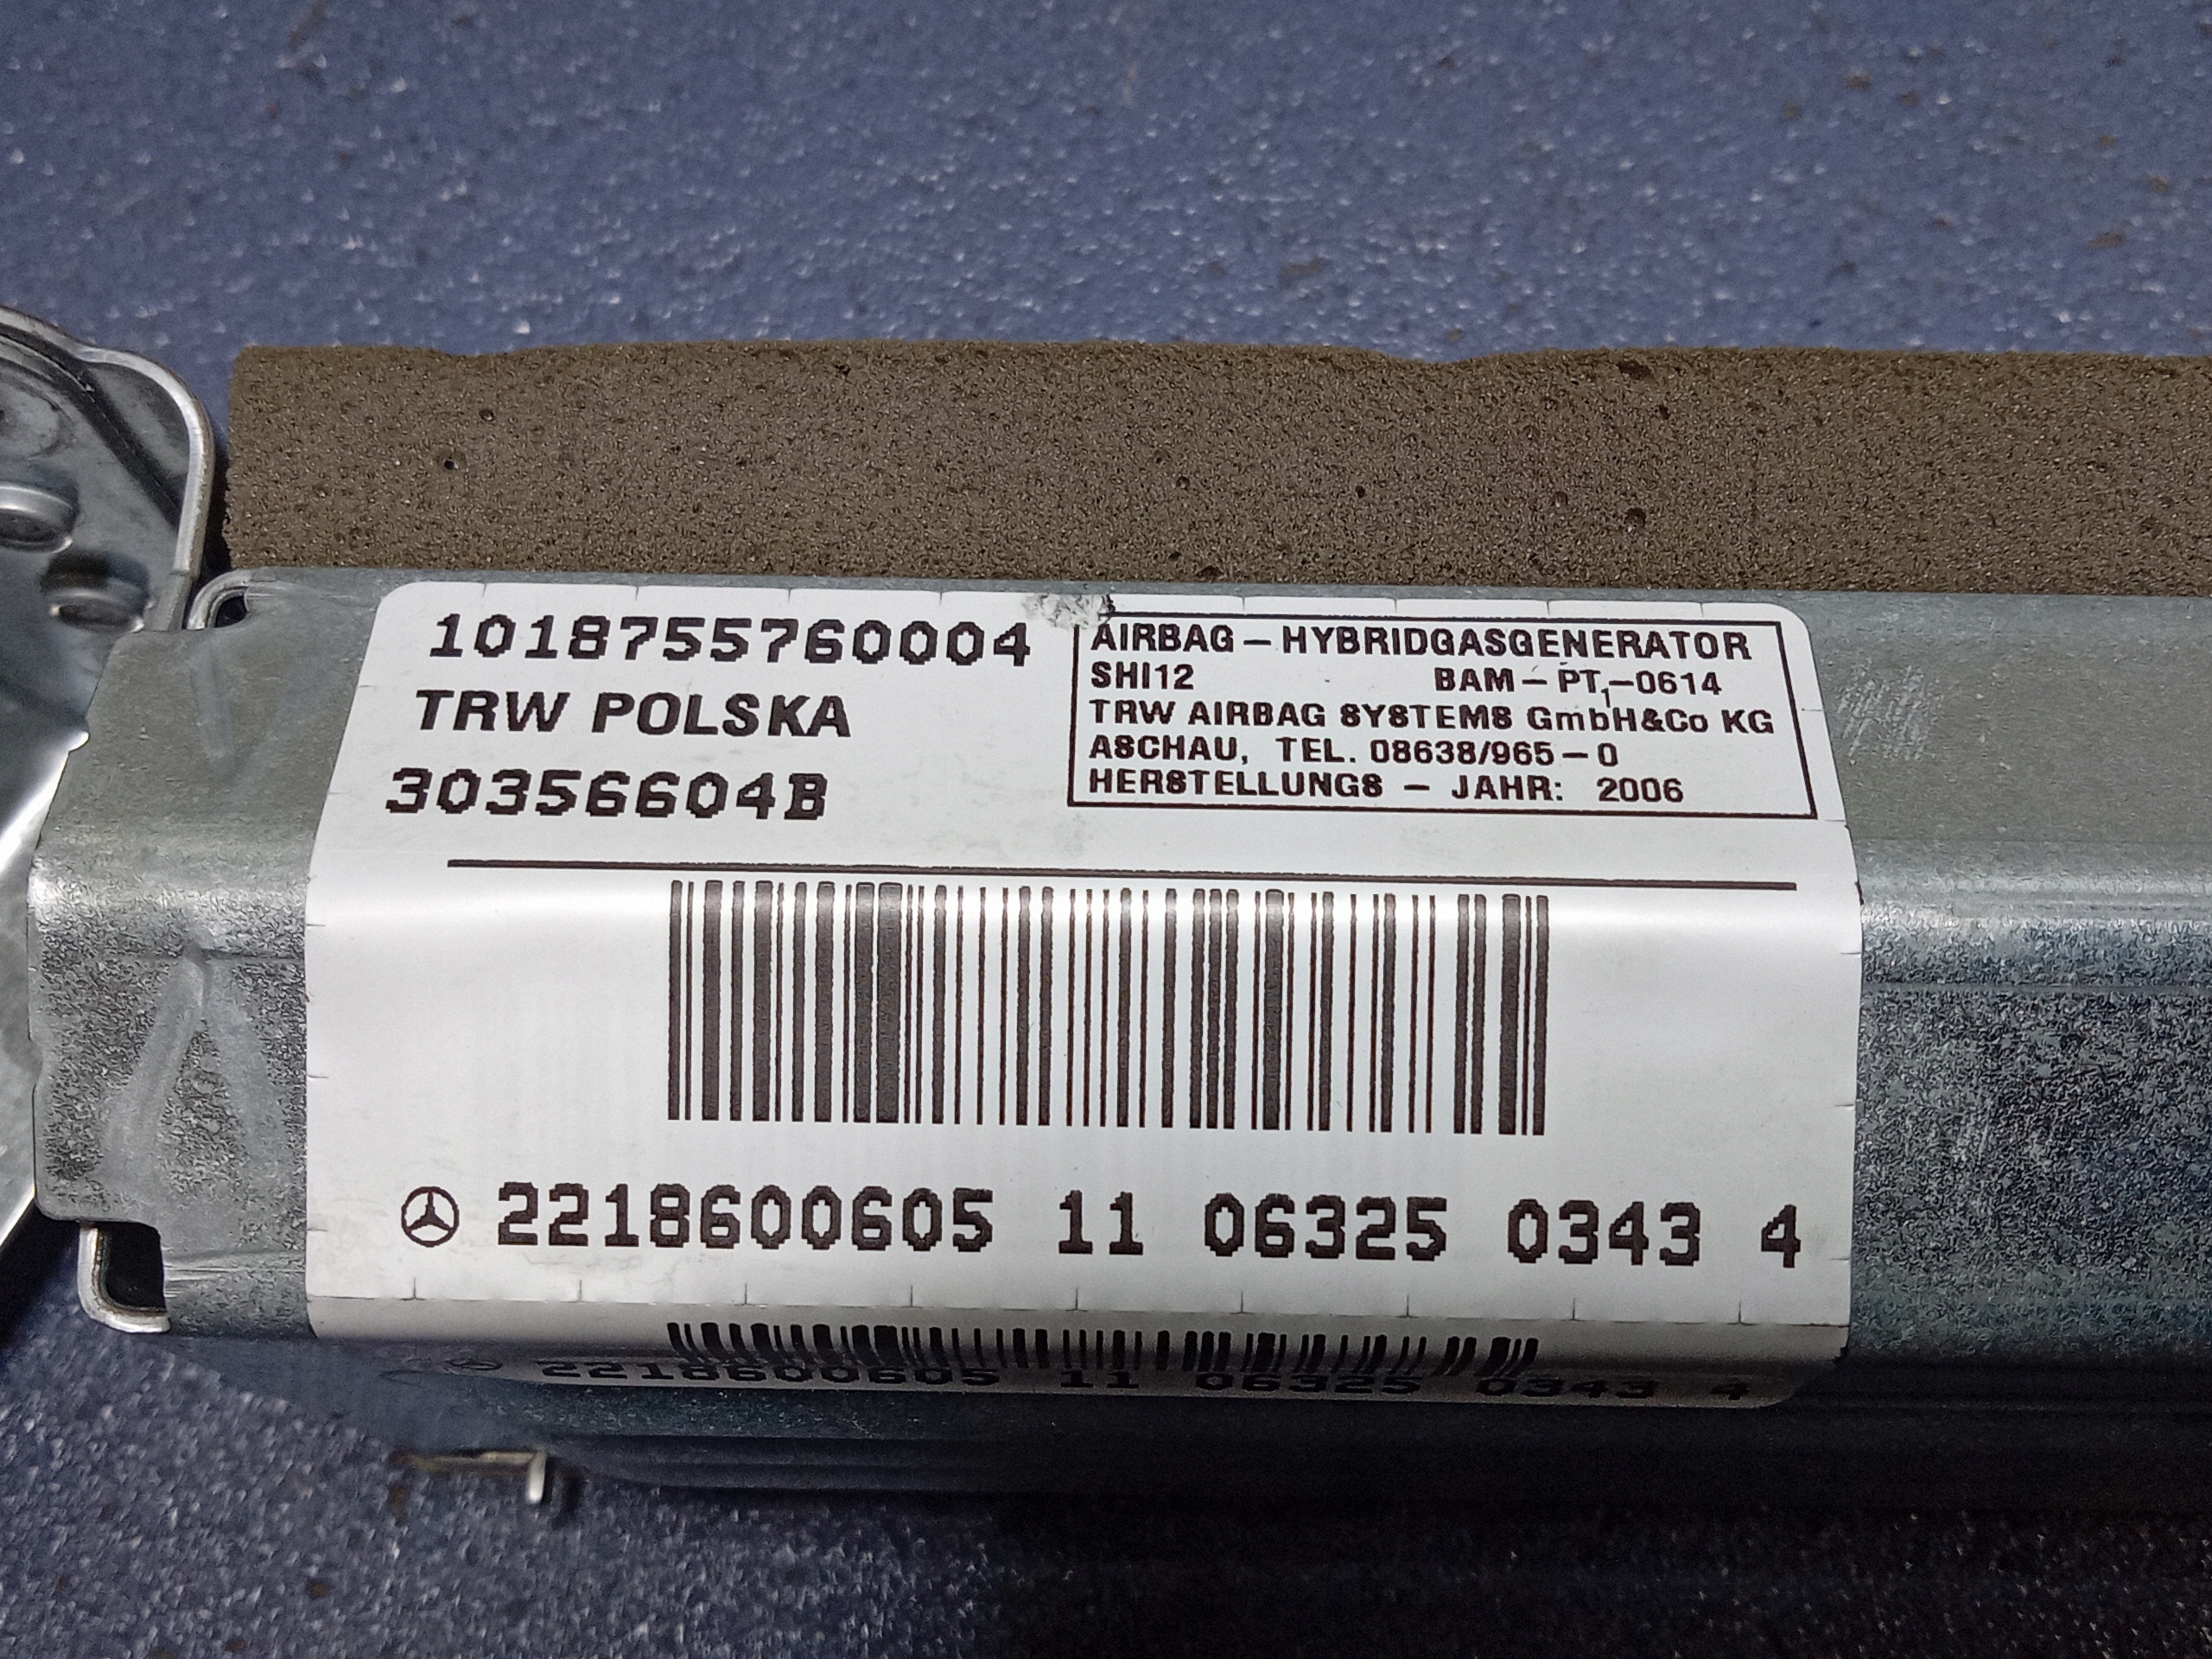 1018755760004
TRW POLSKA
30356604B
AIRBAG – HYBRIDGASGENERATOR
SHI12 BAM – PT1–0614
TRW AIRBAG SYSTEMS GmbH&Co KG
ASCHAU, TEL. 08638/965 – 0
HERSTELLUNGS – JAHR: 2006
2218600605 11 06325 0343 4
2218600605 11 06325 0343 4